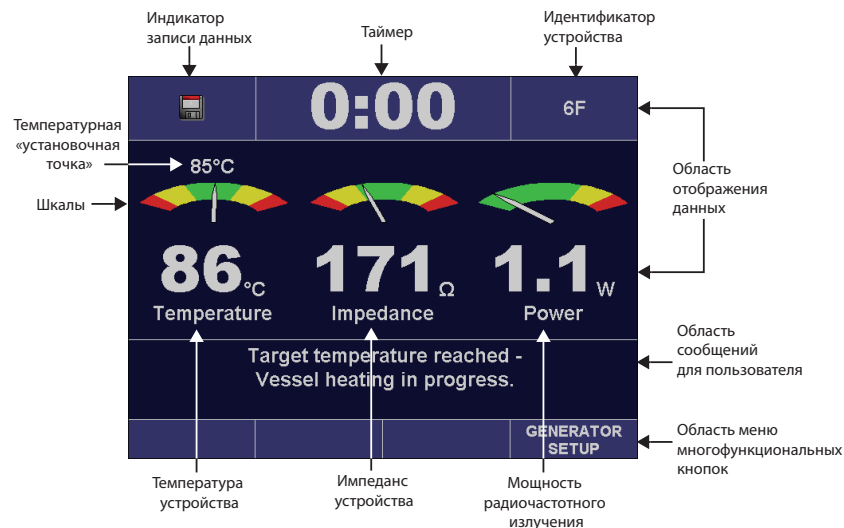 Индикатор
записи данных
Таймер
Идентификатор
устройства
0:00
6F
Температурная
«установочная
точка»
85°C
Область
отображения
данных
Шкалы
86°C
171Ω
1.1W
Temperature
Impedance
Power
Target temperature reached -
Vessel heating in progress.
Область
сообщений
для пользователя
GENERATOR
SETUP
Область меню
многофункциональных
кнопок
Температура
устройства
Импеданс
устройства
Мощность
радиочастотного
излучения